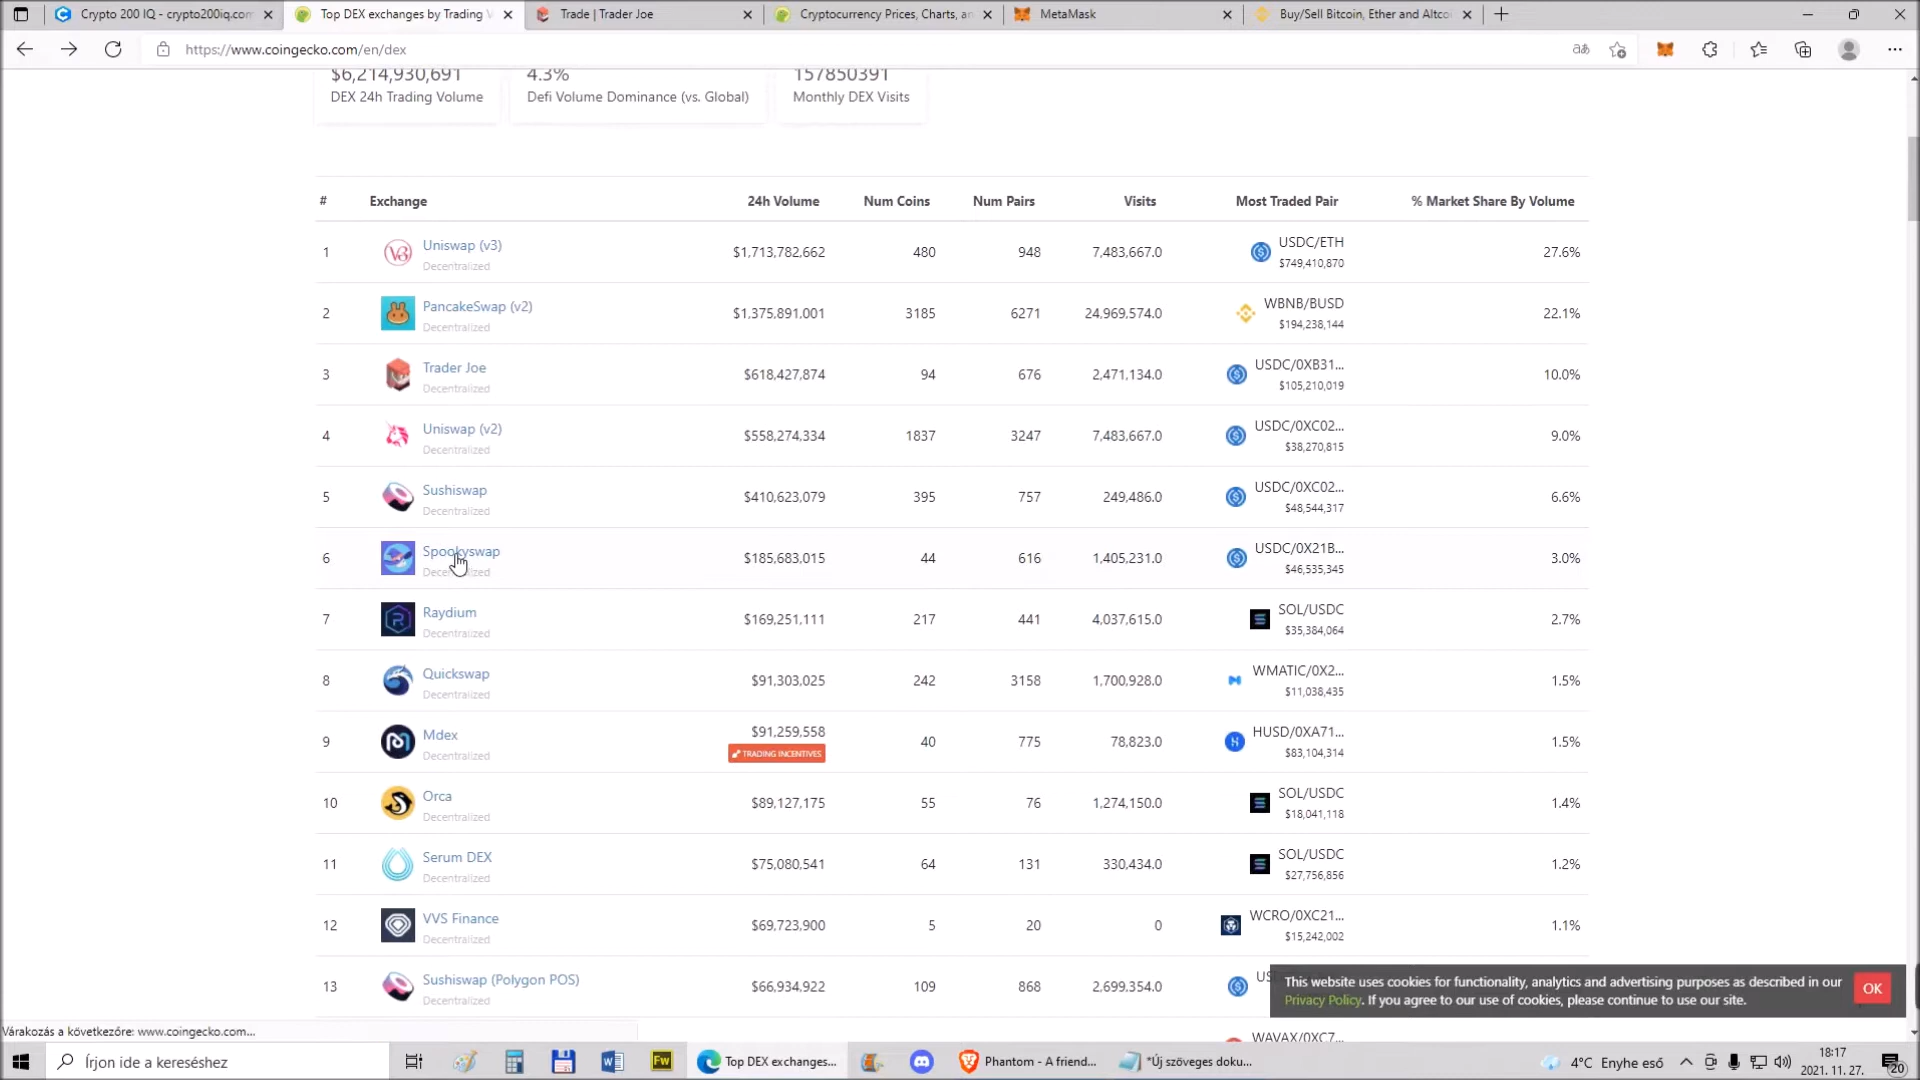 Crypto 200 IQ - crypto200iq.com
Top DEX exchanges by Trading V
Trade | Trader Joe
Cryptocurrency Prices, Charts, an
MetaMask
Buy/Sell Bitcoin, Ether and Altcoi
https://www.coingecko.com/en/dex
$6,214,930,691
DEX 24h Trading Volume
4.3%
Defi Volume Dominance (vs. Global)
157850391
Monthly DEX Visits
# Exchange 24h Volume Num Coins Num Pairs Visits Most Traded Pair % Market Share By Volume
1 Uniswap (v3) Decentralized $1,713,782,662 480 948 7,483,667.0 USDC/ETH $749,410,870 27.6%
2 PancakeSwap (v2) Decentralized $1,375,891,001 3185 6271 24,969,574.0 WBNB/BUSD $194,238,144 22.1%
3 Trader Joe Decentralized $618,427,874 94 676 2,471,134.0 USDC/0XB31... $105,210,019 10.0%
4 Uniswap (v2) Decentralized $558,274,334 1837 3247 7,483,667.0 USDC/0XC02... $38,270,815 9.0%
5 Sushiswap Decentralized $410,623,079 395 757 249,486.0 USDC/0XC02... $48,544,317 6.6%
6 Spookyswap Decentralized $185,683,015 44 616 1,405,231.0 USDC/0X21B... $46,535,345 3.0%
7 Raydium Decentralized $169,251,111 217 441 4,037,615.0 SOL/USDC $35,384,064 2.7%
8 Quickswap Decentralized $91,303,025 242 3158 1,700,928.0 WMATIC/0X2... $11,038,435 1.5%
9 Mdex Decentralized $91,259,558 TRADING INCENTIVES 40 775 78,823.0 HUSD/0XA71... $83,104,314 1.5%
10 Orca Decentralized $89,127,175 55 76 1,274,150.0 SOL/USDC $18,041,118 1.4%
11 Serum DEX Decentralized $75,080,541 64 131 330,434.0 SOL/USDC $27,756,856 1.2%
12 VVS Finance Decentralized $69,723,900 5 20 0 WCRO/0XC21... $15,242,002 1.1%
13 Sushiswap (Polygon POS) Decentralized $66,934,922 109 868 2,699,354.0
WAVAX/0XC7...
This website uses cookies for functionality, analytics and advertising purposes as described in our
Privacy Policy. If you agree to our use of cookies, please continue to use our site.
OK
Várakozás a következőre: www.coingecko.com...
Írjon ide a kereséshez
Fw
Top DEX exchanges...
Phantom - A friend...
*Új szöveges doku...
4°C Enyhe eső
18:17
2021. 11. 27.
20